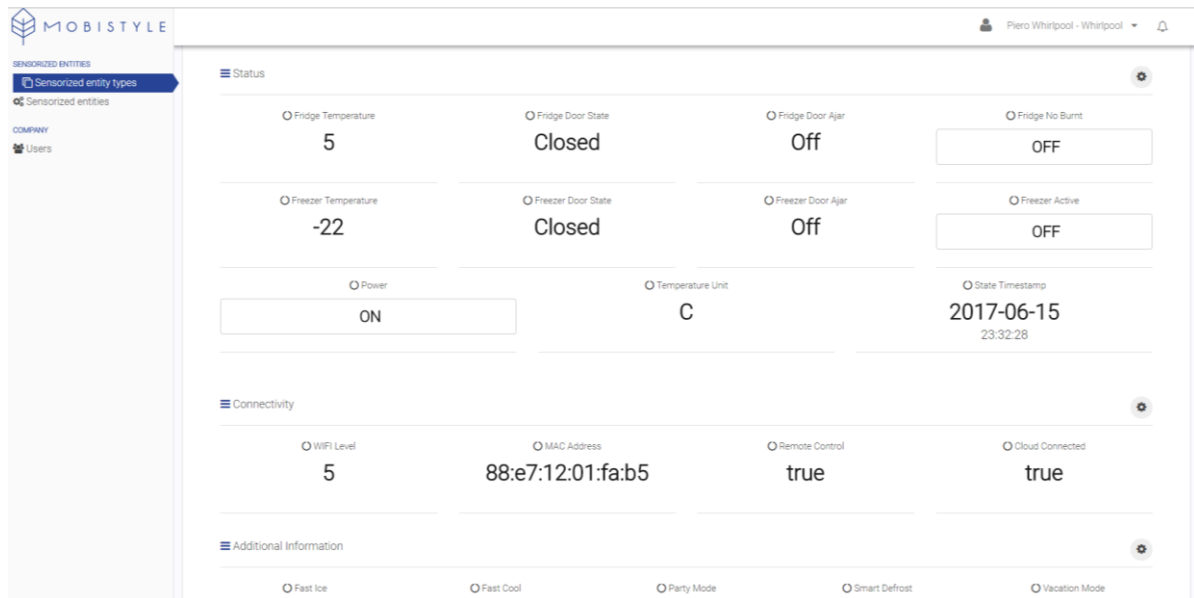 MOBISTYLE
Piero Whirlpool - Whirlpool
SENSORIZED ENTITIES
Sensorized entity types
Sensorized entities
COMPANY
Users
Status
Fridge Temperature Fridge Door State Fridge Door Ajar Fridge No Burnt
5 Closed Off OFF
Freezer Temperature Freezer Door State Freezer Door Ajar Freezer Active
-22 Closed Off OFF
Power Temperature Unit State Timestamp
ON C 2017-06-15
23:32:28
Connectivity
WIFI Level MAC Address Remote Control Cloud Connected
5 88:e7:12:01:fa:b5 true true
Additional Information
Fast Ice Fast Cool Party Mode Smart Defrost Vacation Mode